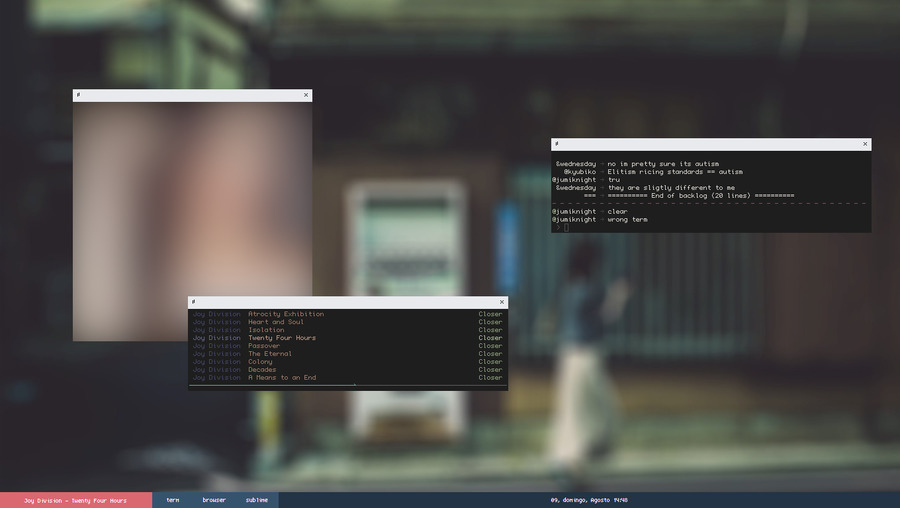 #
×
#
×
&wednesday → no im pretty sure its autism
@kyubiko → Elitism ricing standards == autism
@jumiknight → tru
&wednesday → they are sligtly different to me
=== → ========== End of backlog (20 lines) ==========
@jumiknight → clear
@jumiknight → wrong term
>
#
×
Joy Division Atrocity Exhibition Closer
Joy Division Heart and Soul Closer
Joy Division Isolation Closer
Joy Division Twenty Four Hours Closer
Joy Division Passover Closer
Joy Division The Eternal Closer
Joy Division Colony Closer
Joy Division Decades Closer
Joy Division A Means to an End Closer
Joy Division - Twenty Four Hours term browser sublime 09, domingo, Agosto 14:48